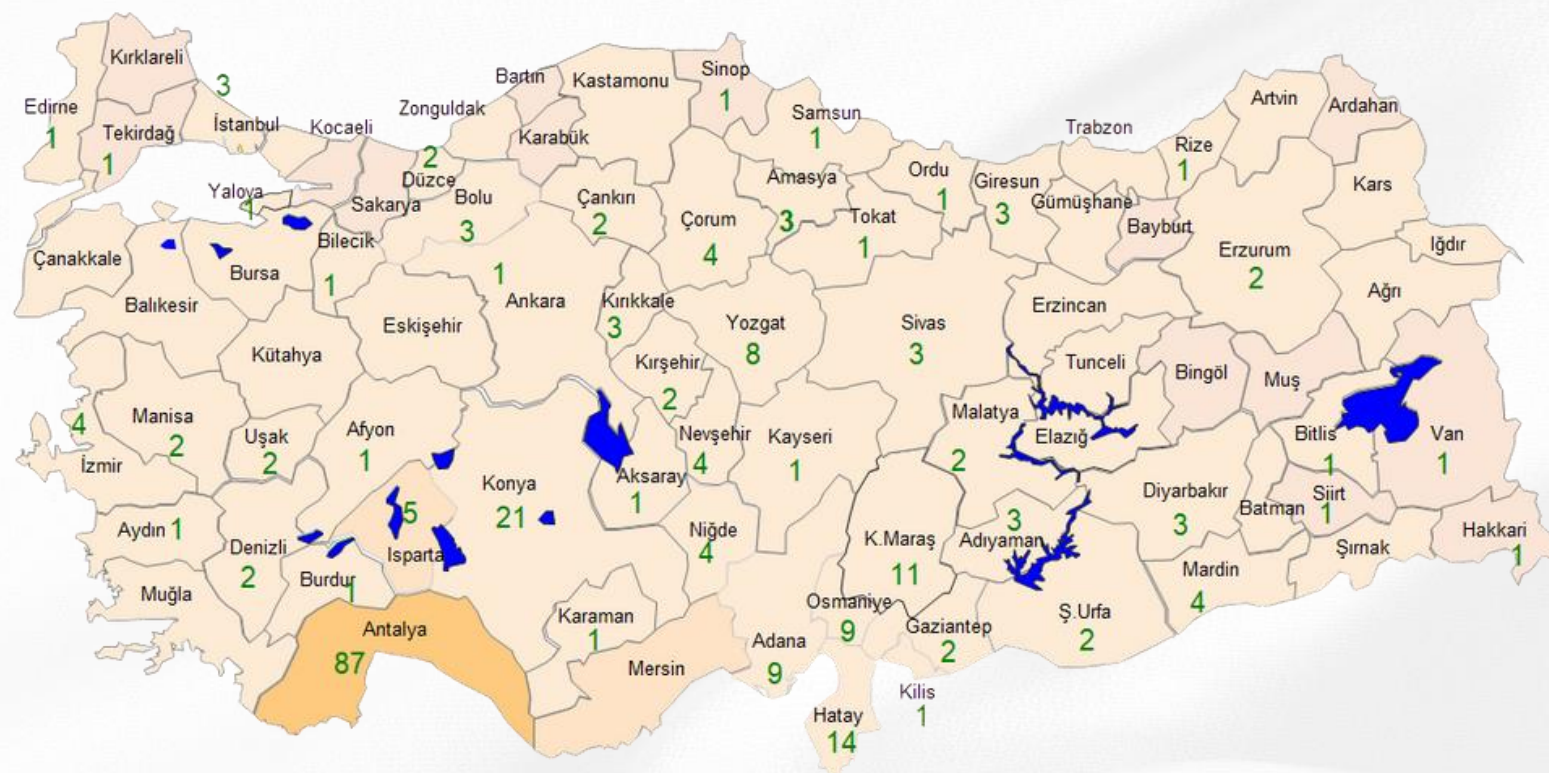 Kırklareli
Edirne
1
Tekirdağ
1
3
İstanbul
Kocaeli
Yalova
1
Sakarya
Zonguldak
2
Düzce
Bartın
Karabük
Kastamonu
Sinop
1
Samsun
1
Bolu
3
Çankırı
2
Çorum
4
Amasya
3
Tokat
1
Ordu
1
Giresun
3
Gümüşhane
Trabzon
Rize
1
Artvin
Ardahan
Kars
Bayburt
Erzurum
2
Iğdır
Ağrı
Çanakkale
Balıkesir
Bursa
Bilecik
1
Kütahya
Eskişehir
1
Ankara
Kırıkkale
3
Kırşehir
2
Yozgat
8
Sivas
3
Erzincan
Tunceli
Bingöl
Muş
Manisa
2
4
İzmir
Uşak
2
Afyon
1
Konya
21
Aksaray
1
Nevşehir
4
Kayseri
1
Malatya
2
Elazığ
Bitlis
1
Van
1
Aydın 1
Denizli
2
5
Isparta
Burdur
1
Muğla
Antalya
87
Karaman
1
Niğde
4
Mersin
Adana
9
Osmaniye
9
K.Maraş
11
3
Adıyaman
Gaziantep
2
Kilis
1
Hatay
14
Ş.Urfa
2
Diyarbakır
3
Batman
Siirt
1
Mardin
4
Şırnak
Hakkari
1